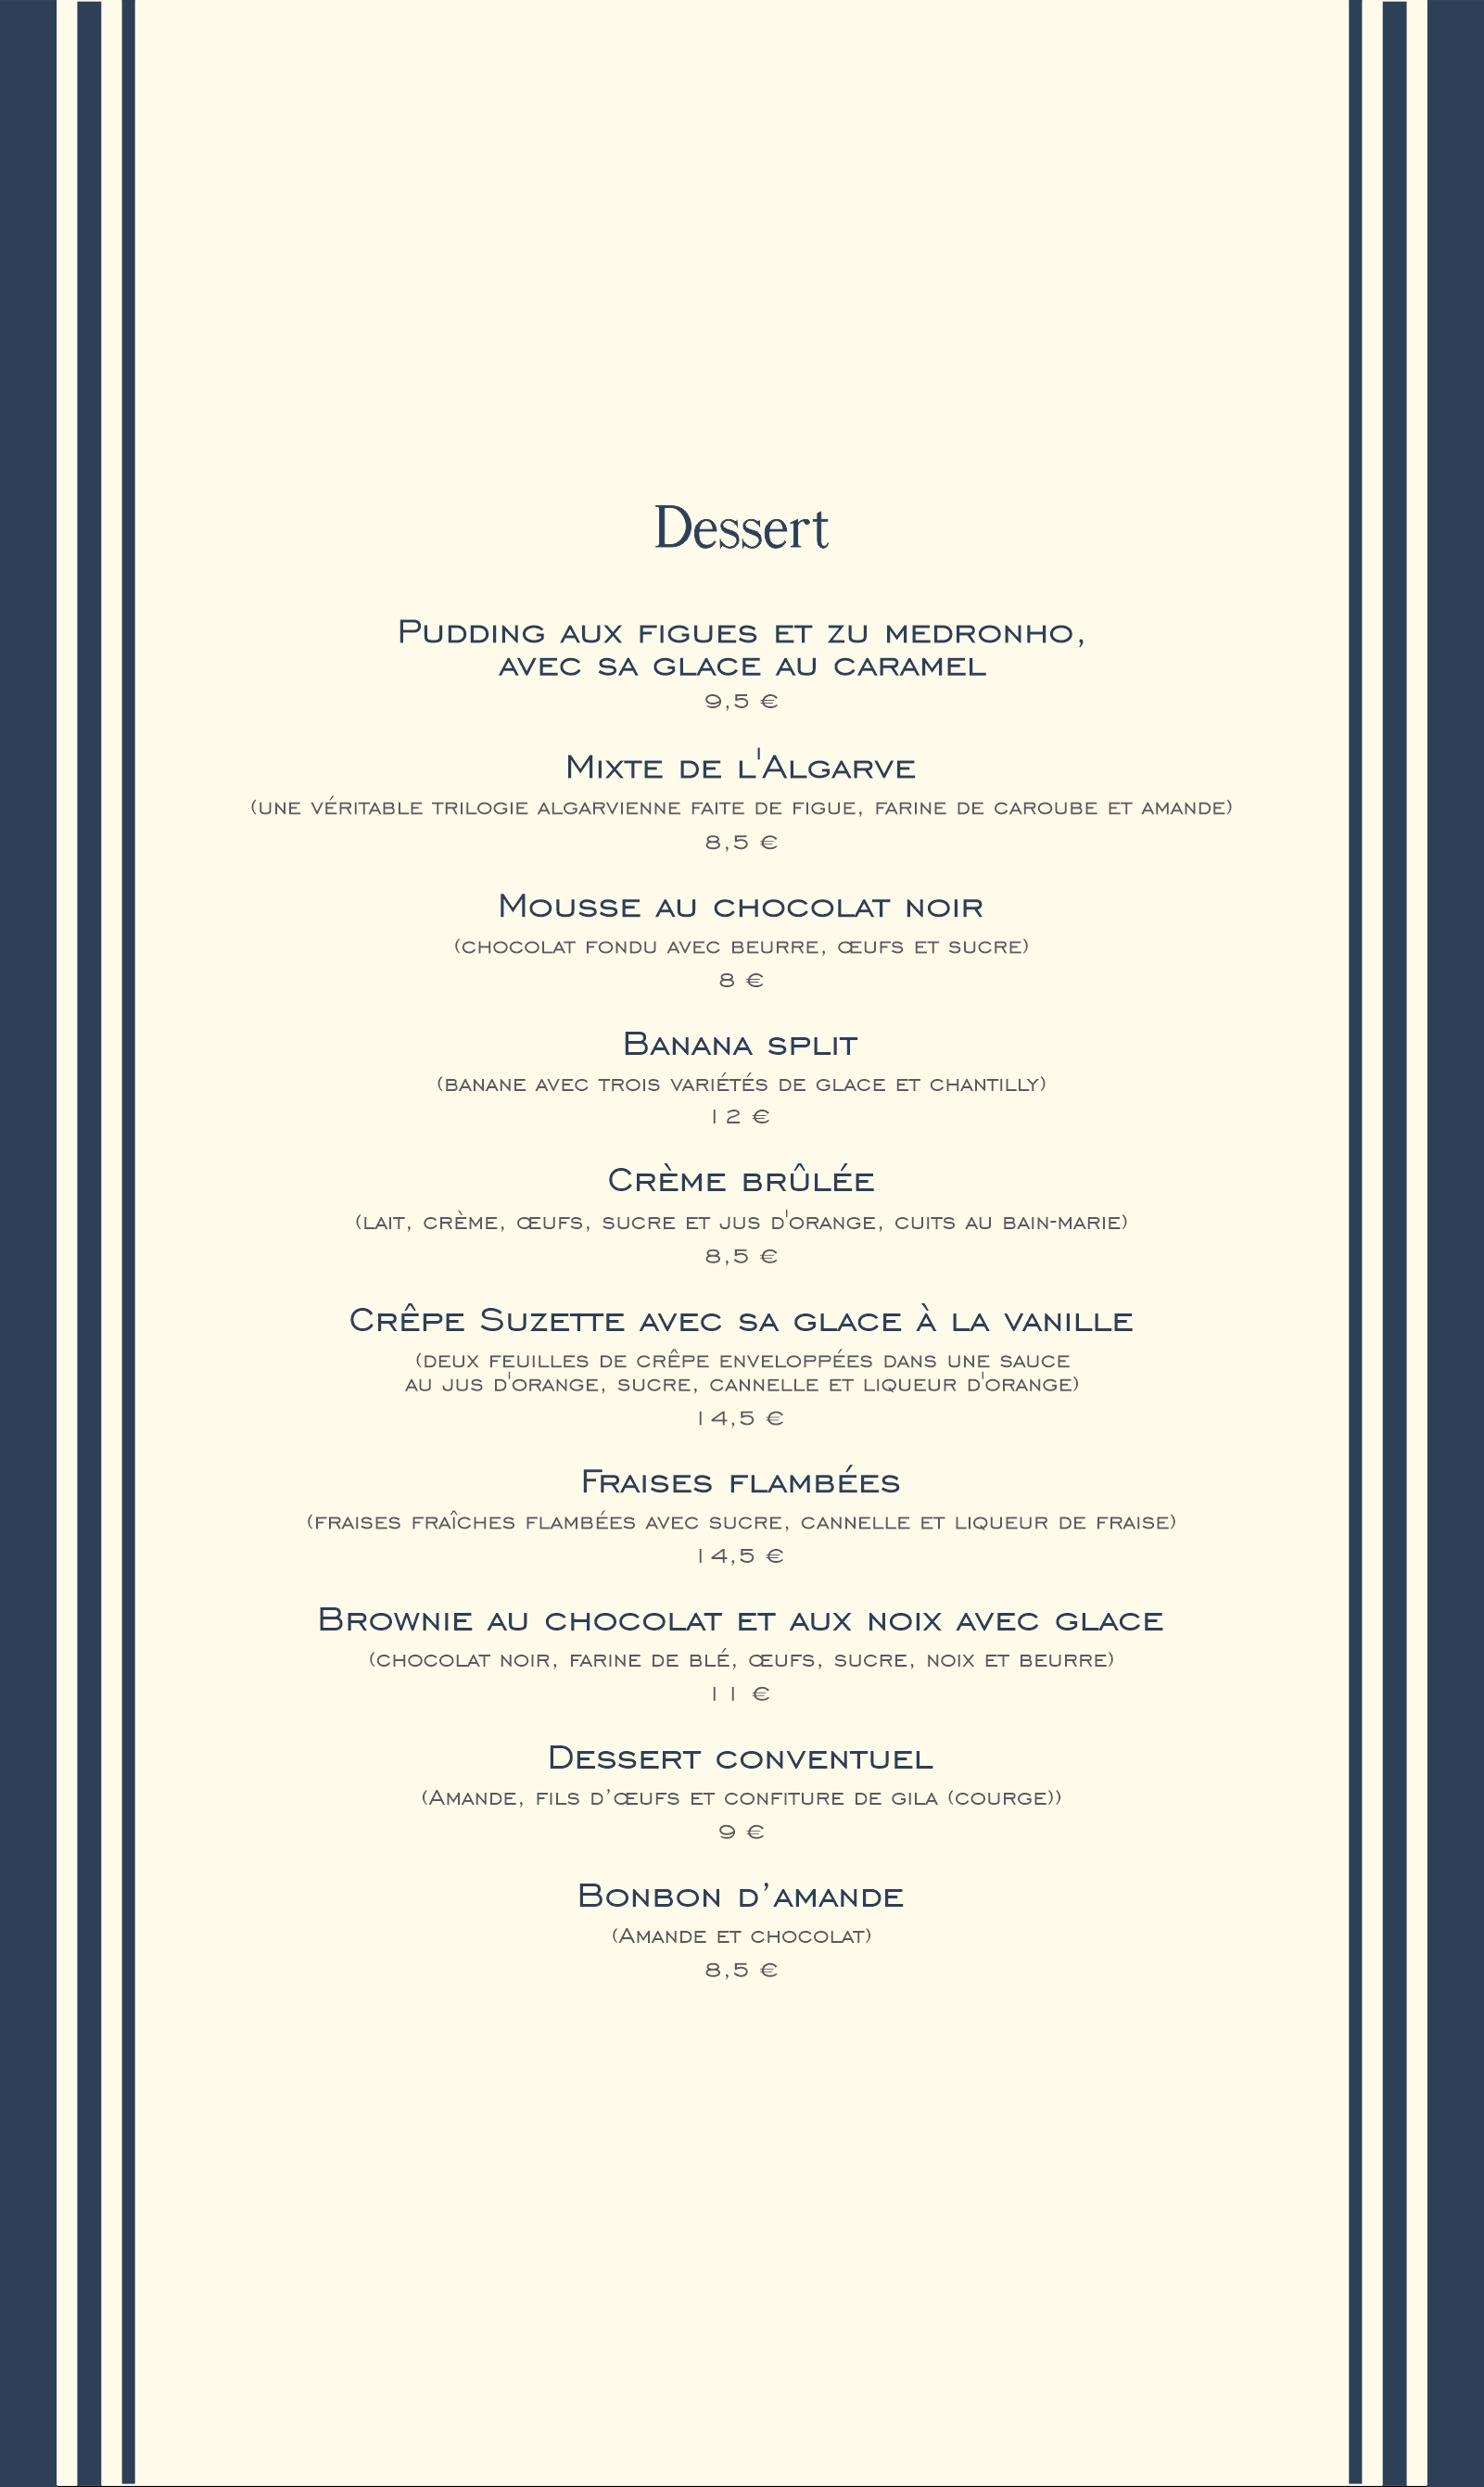 Dessert
Pudding aux figues et zu medronho,
avec sa glace au caramel
9,5 €
Mixte de l'Algarve
(une véritable trilogie algarvienne faite de figue, farine de caroube et amande)
8,5 €
Mousse au chocolat noir
(chocolat fondu avec beurre, œufs et sucre)
8 €
Banana split
(banane avec trois variétés de glace et chantilly)
12 €
Crème brûlée
(lait, crème, œufs, sucre et jus d'orange, cuits au bain-marie)
8,5 €
Crêpe Suzette avec sa glace à la vanille
(deux feuilles de crêpe enveloppées dans une sauce
au jus d'orange, sucre, cannelle et liqueur d'orange)
14,5 €
Fraises flambées
(fraises fraîches flambées avec sucre, cannelle et liqueur de fraise)
14,5 €
Brownie au chocolat et aux noix avec glace
(chocolat noir, farine de blé, œufs, sucre, noix et beurre)
11 €
Dessert conventuel
(Amande, fils d’œufs et confiture de gila (courge))
9 €
Bonbon d’amande
(Amande et chocolat)
8,5 €